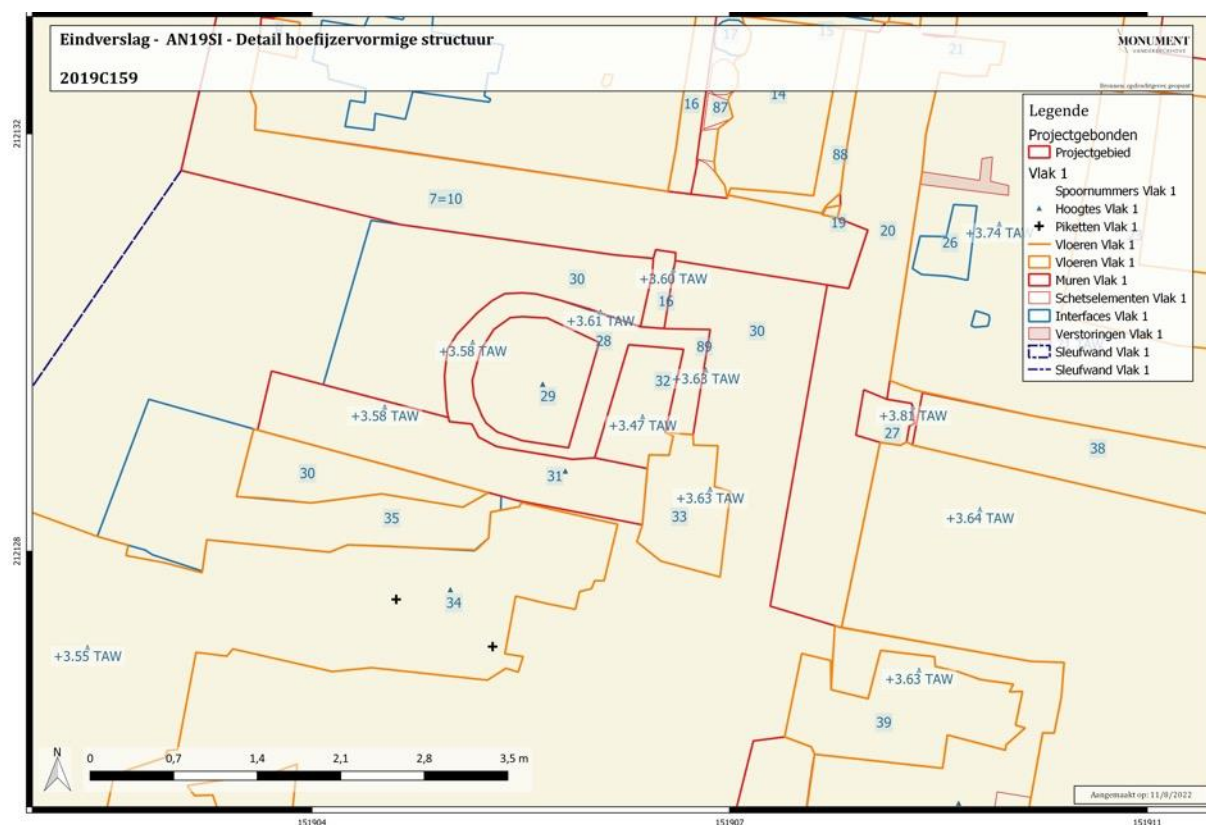 Eindverslag - AN19SI - Detail hoefijzervormige structuur
2019C159
MONUMENT
VANDEKERCKHOVE
Bronnen: opdrachtgever, geopunt
Legende
Projectgebonden
Projectgebied
Vlak 1
Spoornummers Vlak 1
Hoogtes Vlak 1
Piketten Vlak 1
Vloeren Vlak 1
Vloeren Vlak 1
Muren Vlak 1
Schetselementen Vlak 1
Interfaces Vlak 1
Verstoringen Vlak 1
Sleufwand Vlak 1
Sleufwand Vlak 1
17
15
21
16
87
14
88
7=10
19
20
26
+3.74 TAW
30
+3.60 TAW
16
30
+3.61 TAW
28
+3.58 TAW
89
32
+3.63 TAW
29
+3.58 TAW
+3.47 TAW
+3.81 TAW
27
38
30
31
+3.63 TAW
35
33
+3.64 TAW
34
+3.55 TAW
+3.63 TAW
39
212132
212128
N
0
0,7
1,4
2,1
2,8
3,5 m
Aangemaakt op: 11/8/2022
151904
151907
151911